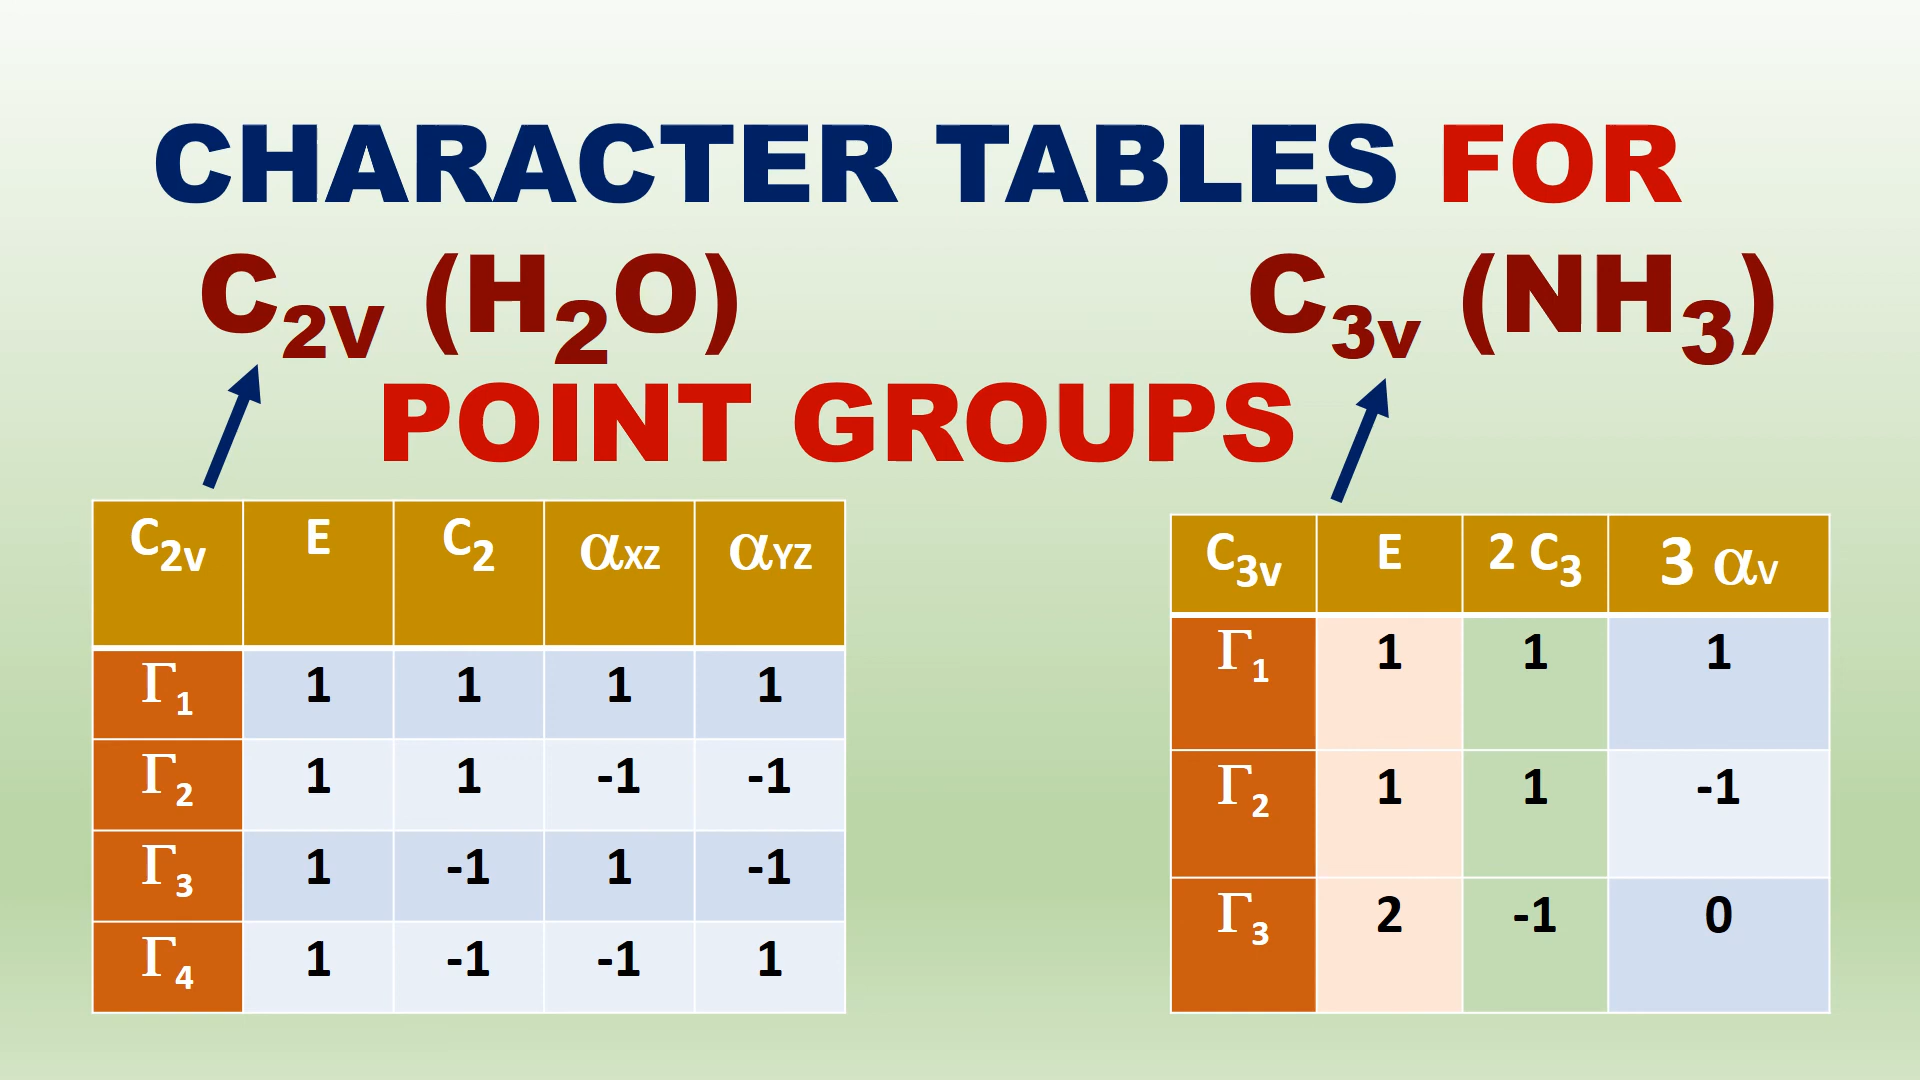 CHARACTER TABLES FOR
C2V (H2O) C3v (NH3)
POINT GROUPS
C2v E C2 αXZ αYZ
Γ1 1 1 1 1
Γ2 1 1 -1 -1
Γ3 1 -1 1 -1
Γ4 1 -1 -1 1
C3v E 2 C3 3 αV
Γ1 1 1 1
Γ2 1 1 -1
Γ3 2 -1 0